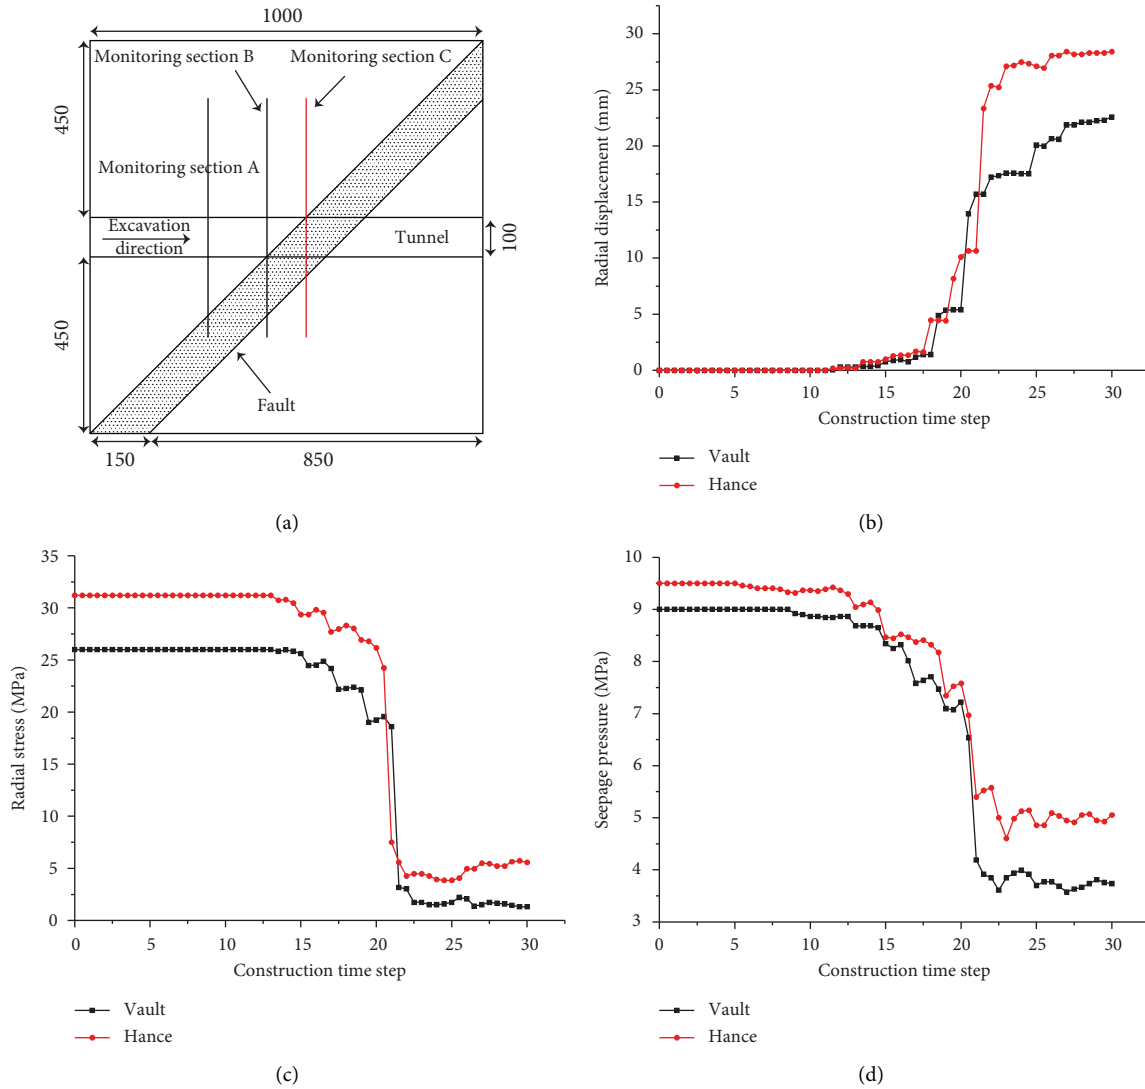 1000
Monitoring section B
Monitoring section C
450
Monitoring section A
Excavation
direction
Tunnel
100
450
Fault
150
850
(a)
30
25
20
15
10
5
0
Radial displacement (mm)
0 5 10 15 20 25 30
Construction time step
Vault
Hance
(b)
35
30
25
20
15
10
5
0
Radial stress (MPa)
0 5 10 15 20 25 30
Construction time step
Vault
Hance
(c)
10
9
8
7
6
5
4
3
Seepage pressure (MPa)
0 5 10 15 20 25 30
Construction time step
Vault
Hance
(d)